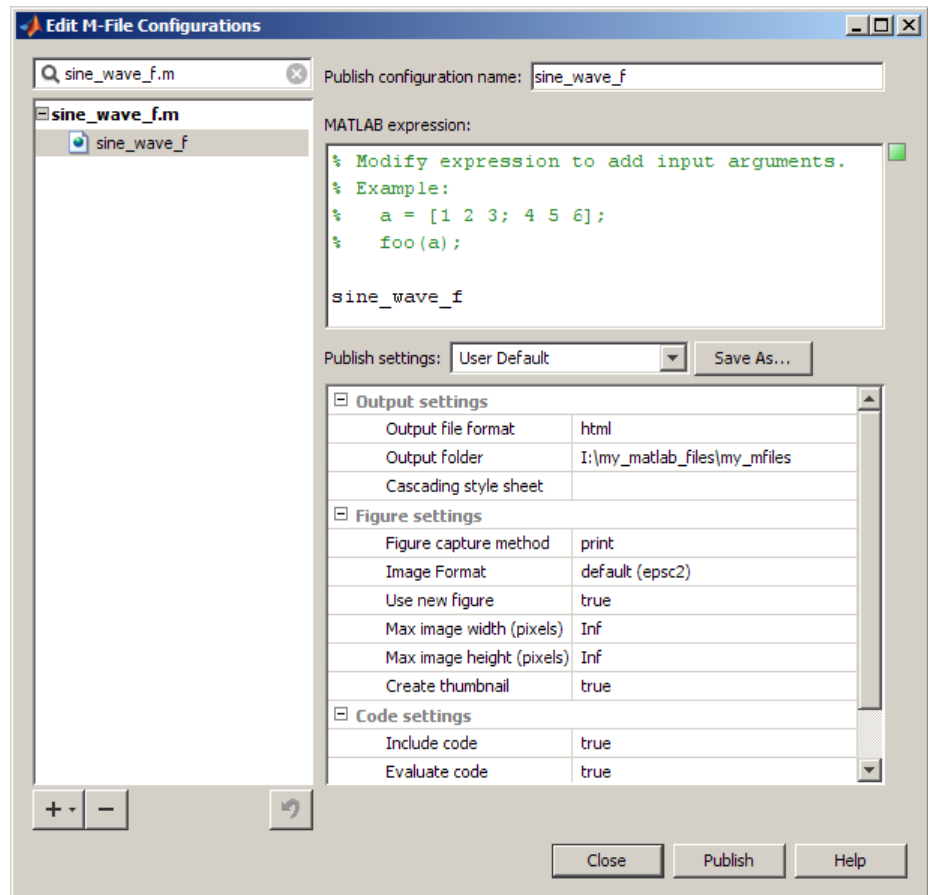 Edit M-File Configurations
sine_wave_f.m
sine_wave_f.m
sine_wave_f
Publish configuration name: sine_wave_f
MATLAB expression:
% Modify expression to add input arguments.
% Example:
%   a = [1 2 3; 4 5 6];
%   foo(a);
sine_wave_f
Publish settings: User Default Save As...
Output settings
Output file format html
Output folder I:\my_matlab_files\my_mfiles
Cascading style sheet
Figure settings
Figure capture method print
Image Format default (epsc2)
Use new figure true
Max image width (pixels) Inf
Max image height (pixels) Inf
Create thumbnail true
Code settings
Include code true
Evaluate code true
Close Publish Help